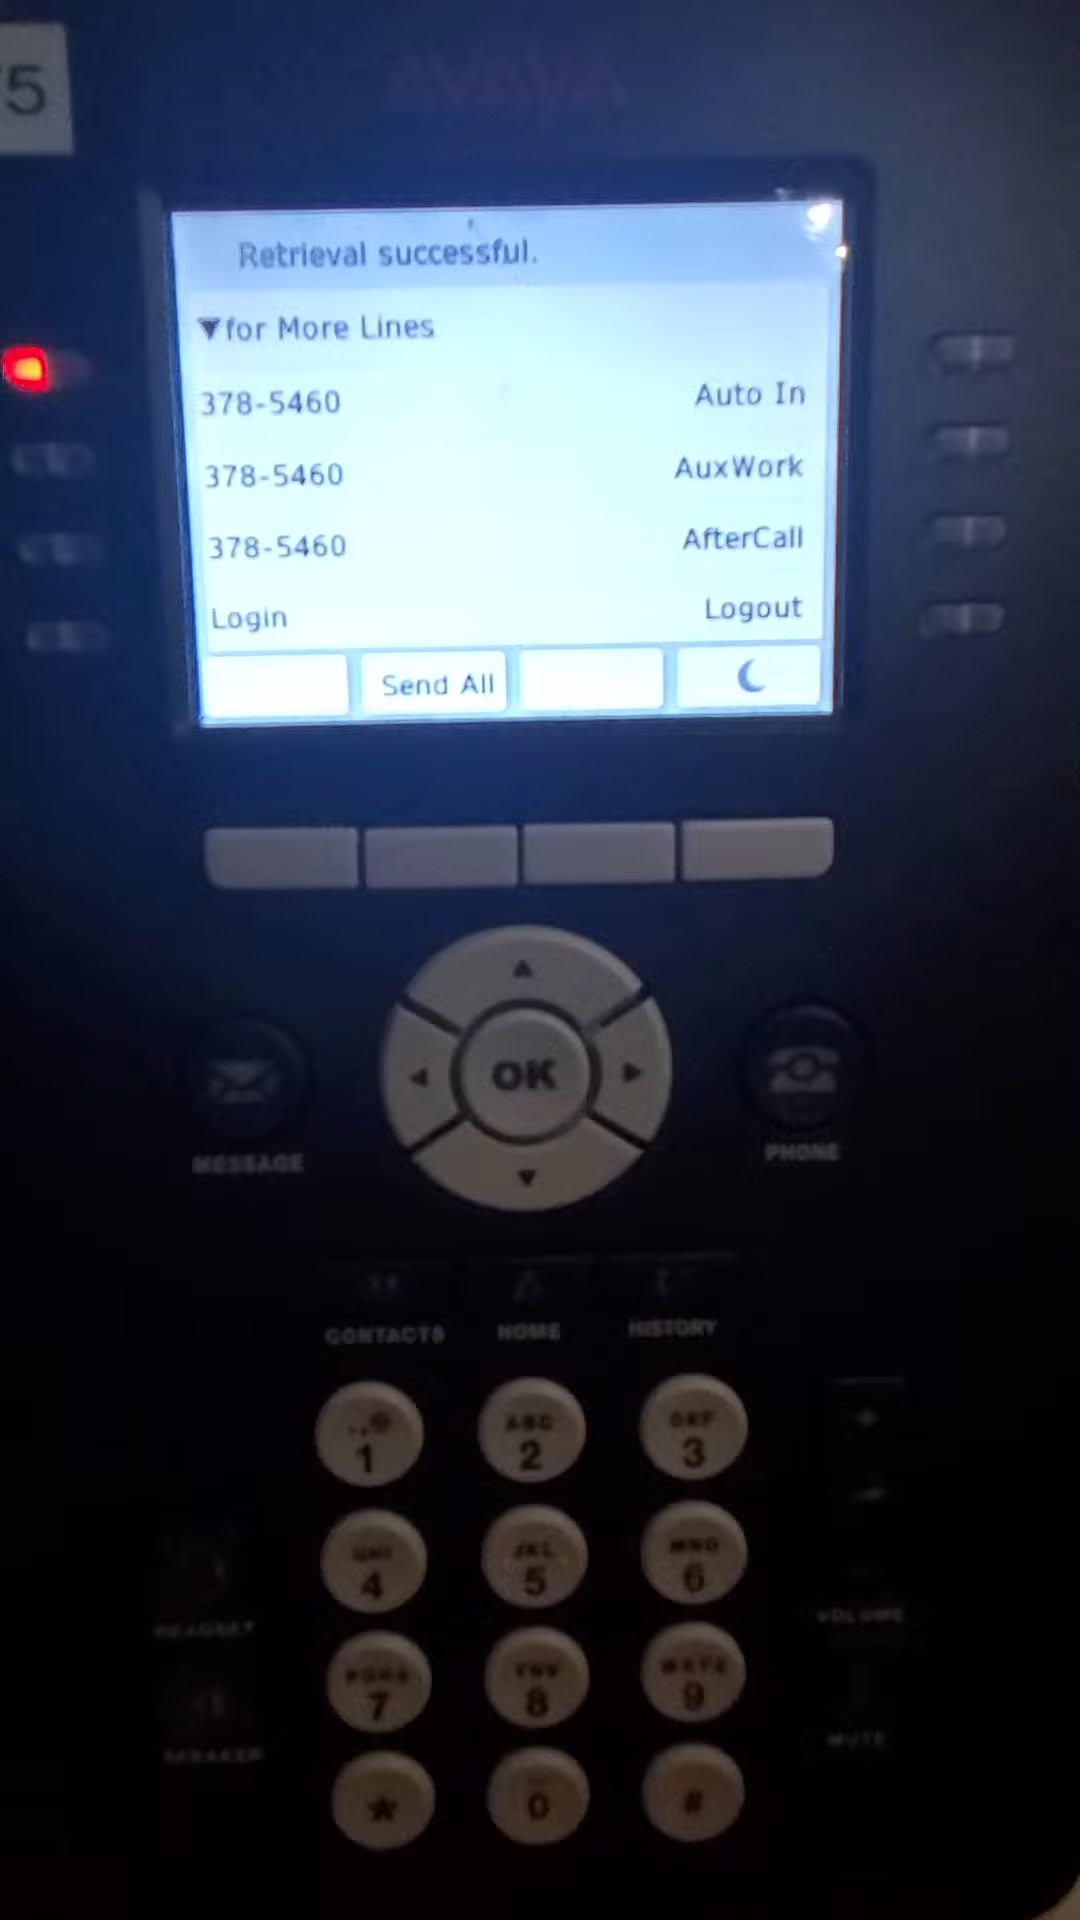 5
AVAYA
Retrieval successful.
▼for More Lines
378-5460 Auto In
378-5460 AuxWork
378-5460 AfterCall
Login Logout
Send All
OK
MESSAGE PHONE
CONTACTS HOME HISTORY
.,@ ABC DEF
1 2 3
GHI JKL MNO
4 5 6
HEADSET VOLUME
PQRS TUV WXYZ
7 8 9
SPEAKER MUTE
* 0 #